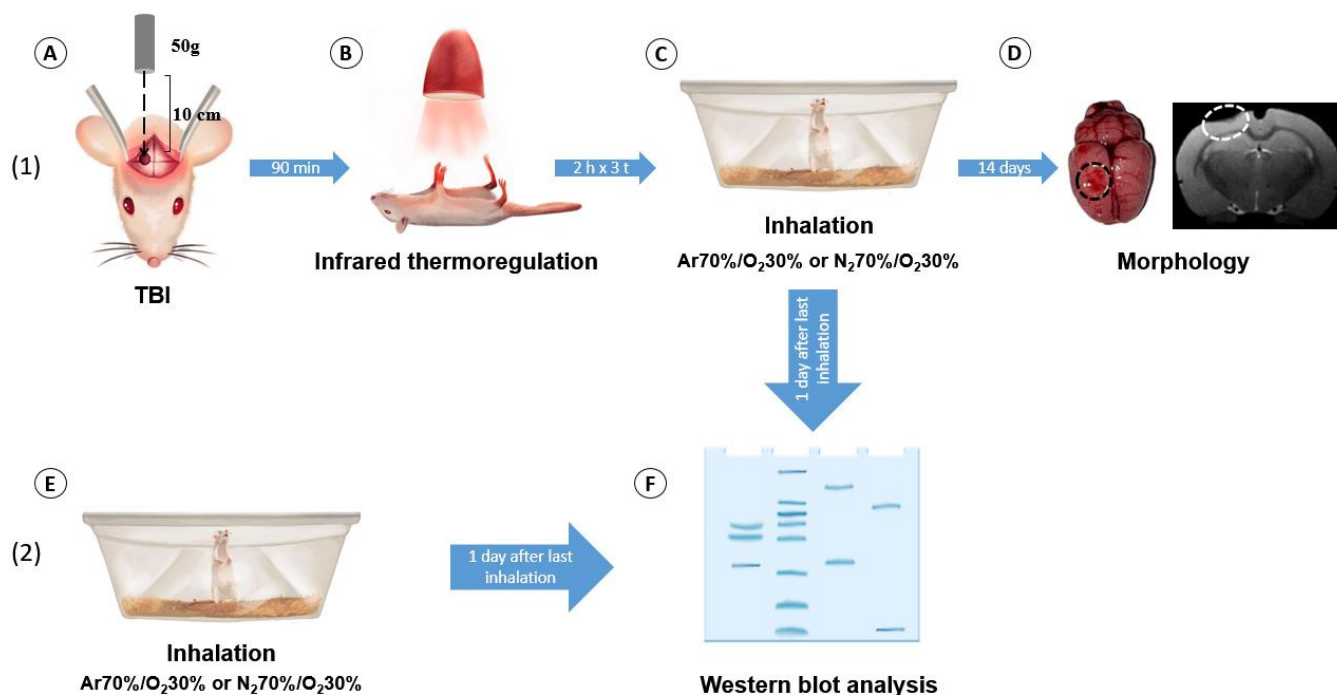 A
50g
10 cm
(1)
TBI
90 min
B
Infrared thermoregulation
2 h x 3 t
C
Inhalation
Ar70%/O₂30% or N₂70%/O₂30%
14 days
D
Morphology
1 day after last
inhalation
E
(2)
Inhalation
Ar70%/O₂30% or N₂70%/O₂30%
1 day after last
inhalation
F
Western blot analysis